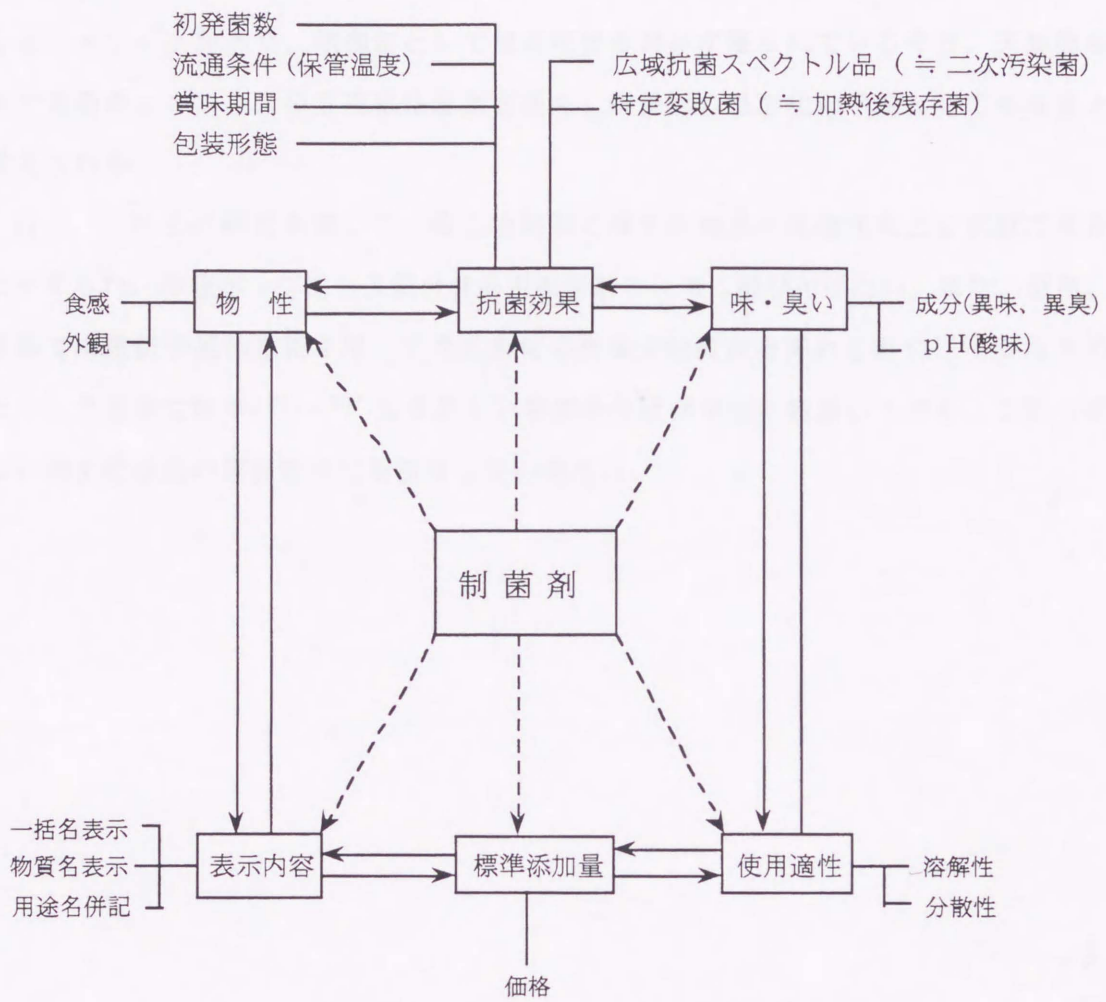 初発菌数
流通条件 (保管温度)
賞味期間
包装形態
広域抗菌スペクトル品 ( ≒ 二次汚染菌)
特定変敗菌 ( ≒ 加熱後残存菌)
食感
外観
物 性
抗菌効果
味・臭い
成分(異味、異臭)
pH(酸味)
制 菌 剤
一括名表示
物質名表示
用途名併記
表示内容
標準添加量
使用適性
溶解性
分散性
価格